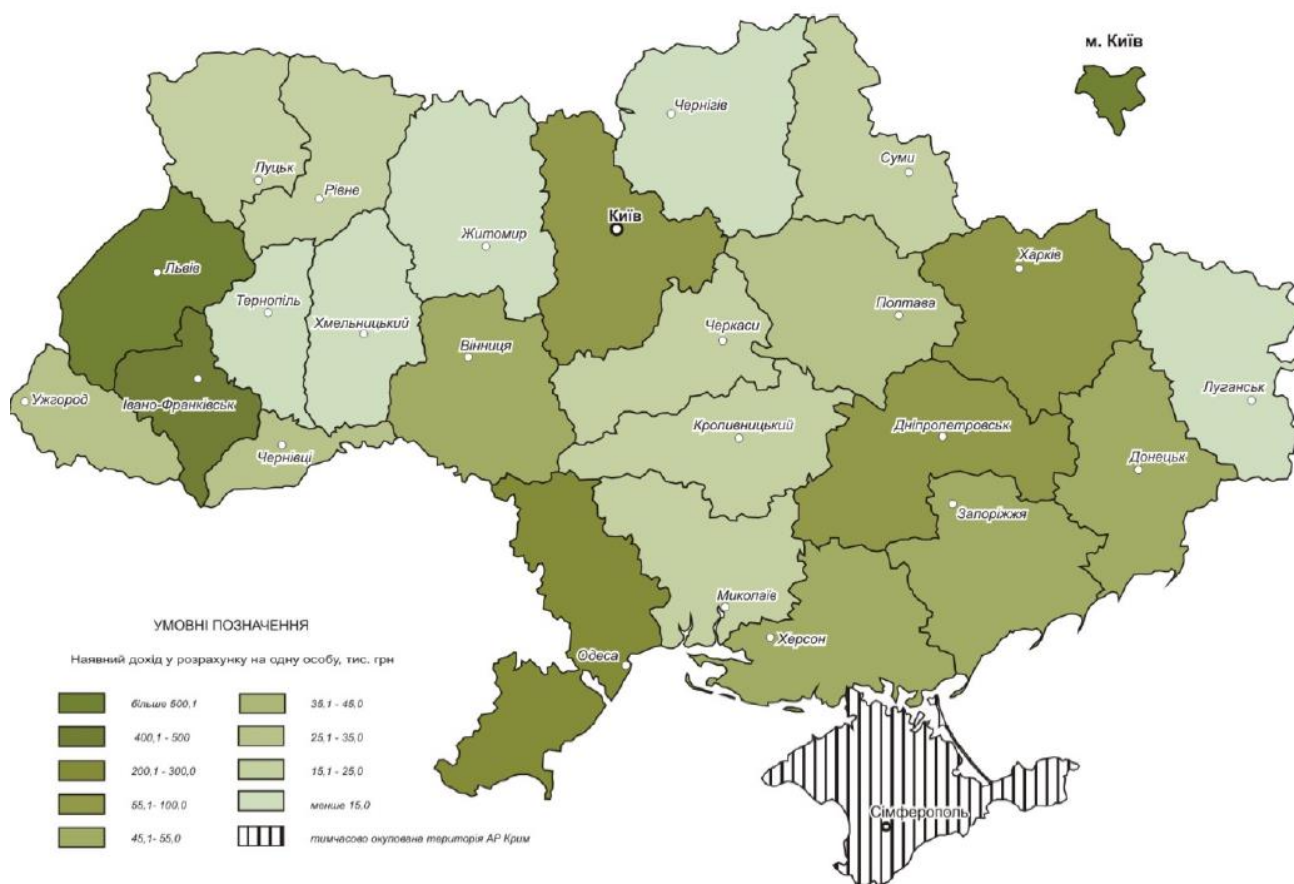 м. Київ
Чернігів
Суми
Луцьк
Рівне
Київ
Житомир
Харків
Львів
Тернопіль
Хмельницький
Полтава
Черкаси
Вінниця
Луганськ
Ужгород
Івано-Франківськ
Кропивницький
Дніпропетровськ
Чернівці
Донецьк
Запоріжжя
Миколаїв
Херсон
Одеса
Сімферополь
УМОВНІ ПОЗНАЧЕННЯ
Наявний дохід у розрахунку на одну особу, тис. грн
більше 500,1
400,1 - 500
200,1 - 300,0
55,1- 100,0
45,1- 55,0
35,1 - 45,0
25,1 - 35,0
15,1 - 25,0
менше 15,0
тимчасово окупована територія АР Крим